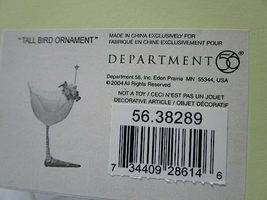 "TALL BIRD ORNAMENT"
MADE IN CHINA EXCLUSIVELY FOR
FABRIQUÉ EN CHINE EXCLUSIVEMENT POUR
DEPARTMENT 56
Department 56, Inc. Eden Prairie · MN 55344, USA
©2004 All Rights Reserved.
NOT A TOY / CECI N'EST PAS UN JOUET
DECORATIVE ARTICLE / OBJET DÉCORATIF
56.38289
7 34409 28614 6